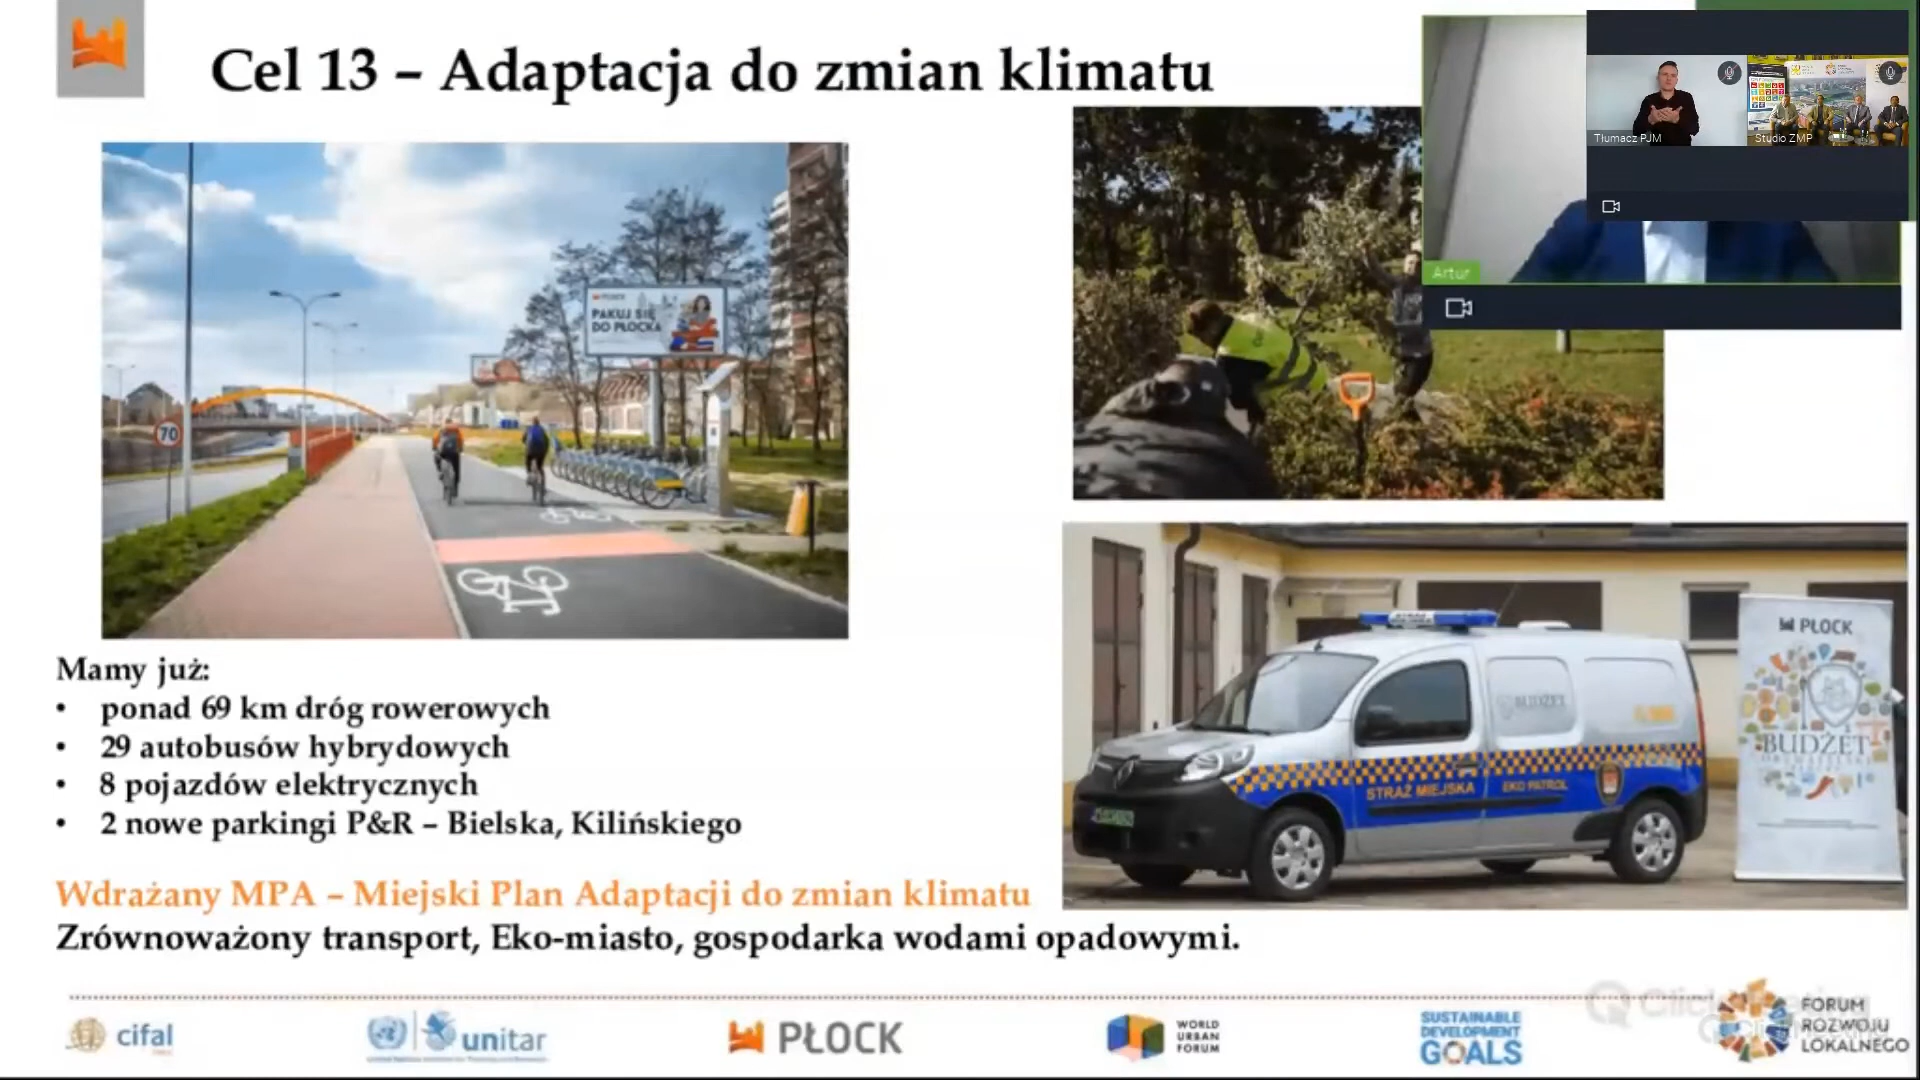 Cel 13 – Adaptacja do zmian klimatu
Tłumacz PJM
Studio ZMP
Artur
PŁOCK
PAKUJ SIĘ
DO PŁOCKA
70
STRAŻ MIEJSKA
EKO PATROL
BUDŻET
PŁOCK
BUDŻET
Mamy już:
• ponad 69 km dróg rowerowych
• 29 autobusów hybrydowych
• 8 pojazdów elektrycznych
• 2 nowe parkingi P&R – Bielska, Kilińskiego
Wdrażany MPA – Miejski Plan Adaptacji do zmian klimatu
Zrównoważony transport, Eko-miasto, gospodarka wodami opadowymi.
cifal
unitar
PŁOCK
WORLD
URBAN
FORUM
SUSTAINABLE
DEVELOPMENT
GOALS
FORUM
ROZWOJU
LOKALNEGO